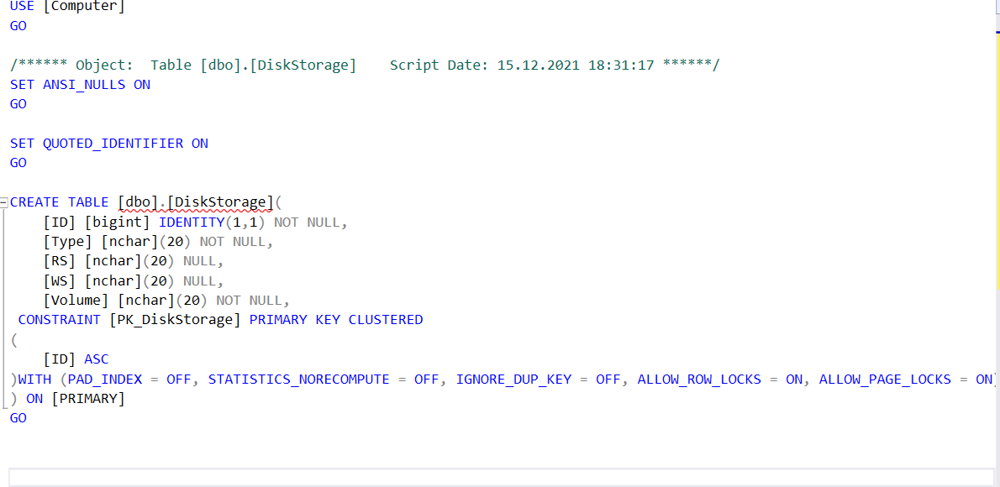 USE [Computer]
GO
/****** Object:  Table [dbo].[DiskStorage]    Script Date: 15.12.2021 18:31:17 ******/
SET ANSI_NULLS ON
GO
SET QUOTED_IDENTIFIER ON
GO
CREATE TABLE [dbo].[DiskStorage](
    [ID] [bigint] IDENTITY(1,1) NOT NULL,
    [Type] [nchar](20) NOT NULL,
    [RS] [nchar](20) NULL,
    [WS] [nchar](20) NULL,
    [Volume] [nchar](20) NOT NULL,
 CONSTRAINT [PK_DiskStorage] PRIMARY KEY CLUSTERED
(
    [ID] ASC
)WITH (PAD_INDEX = OFF, STATISTICS_NORECOMPUTE = OFF, IGNORE_DUP_KEY = OFF, ALLOW_ROW_LOCKS = ON, ALLOW_PAGE_LOCKS = ON)
) ON [PRIMARY]
GO